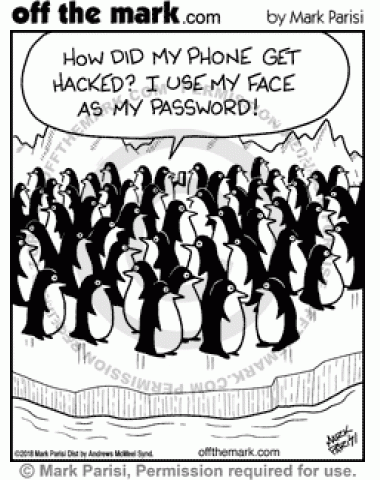 off the mark.com by Mark Parisi
HOW DID MY PHONE GET
HACKED? I USE MY FACE
AS MY PASSWORD!
MARK
PARISI
©2018 Mark Parisi Dist by Andrews McMeel Synd. offthemark.com
© Mark Parisi, Permission required for use.